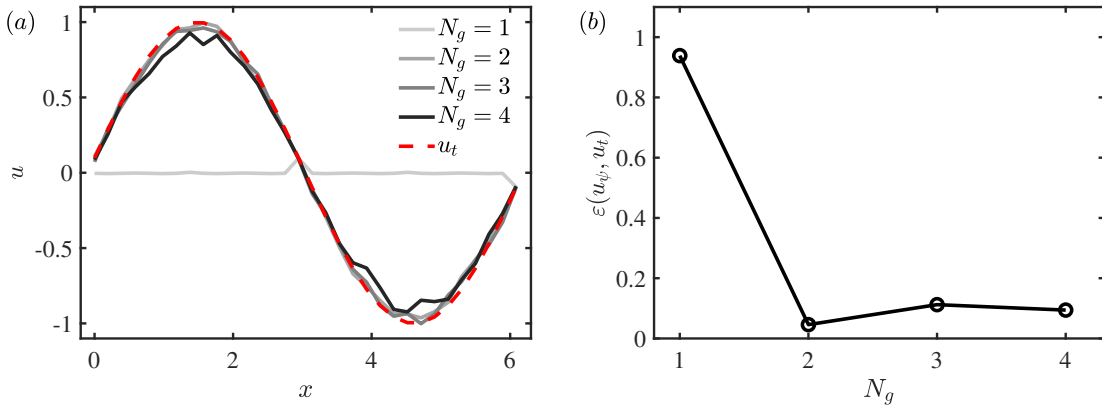 (a)
u
1
0.5
0
-0.5
-1
0
2
4
6
x
N_g = 1
N_g = 2
N_g = 3
N_g = 4
u_t
(b)
ε(u_ψ, u_t)
1
0.8
0.6
0.4
0.2
0
1
2
3
4
N_g